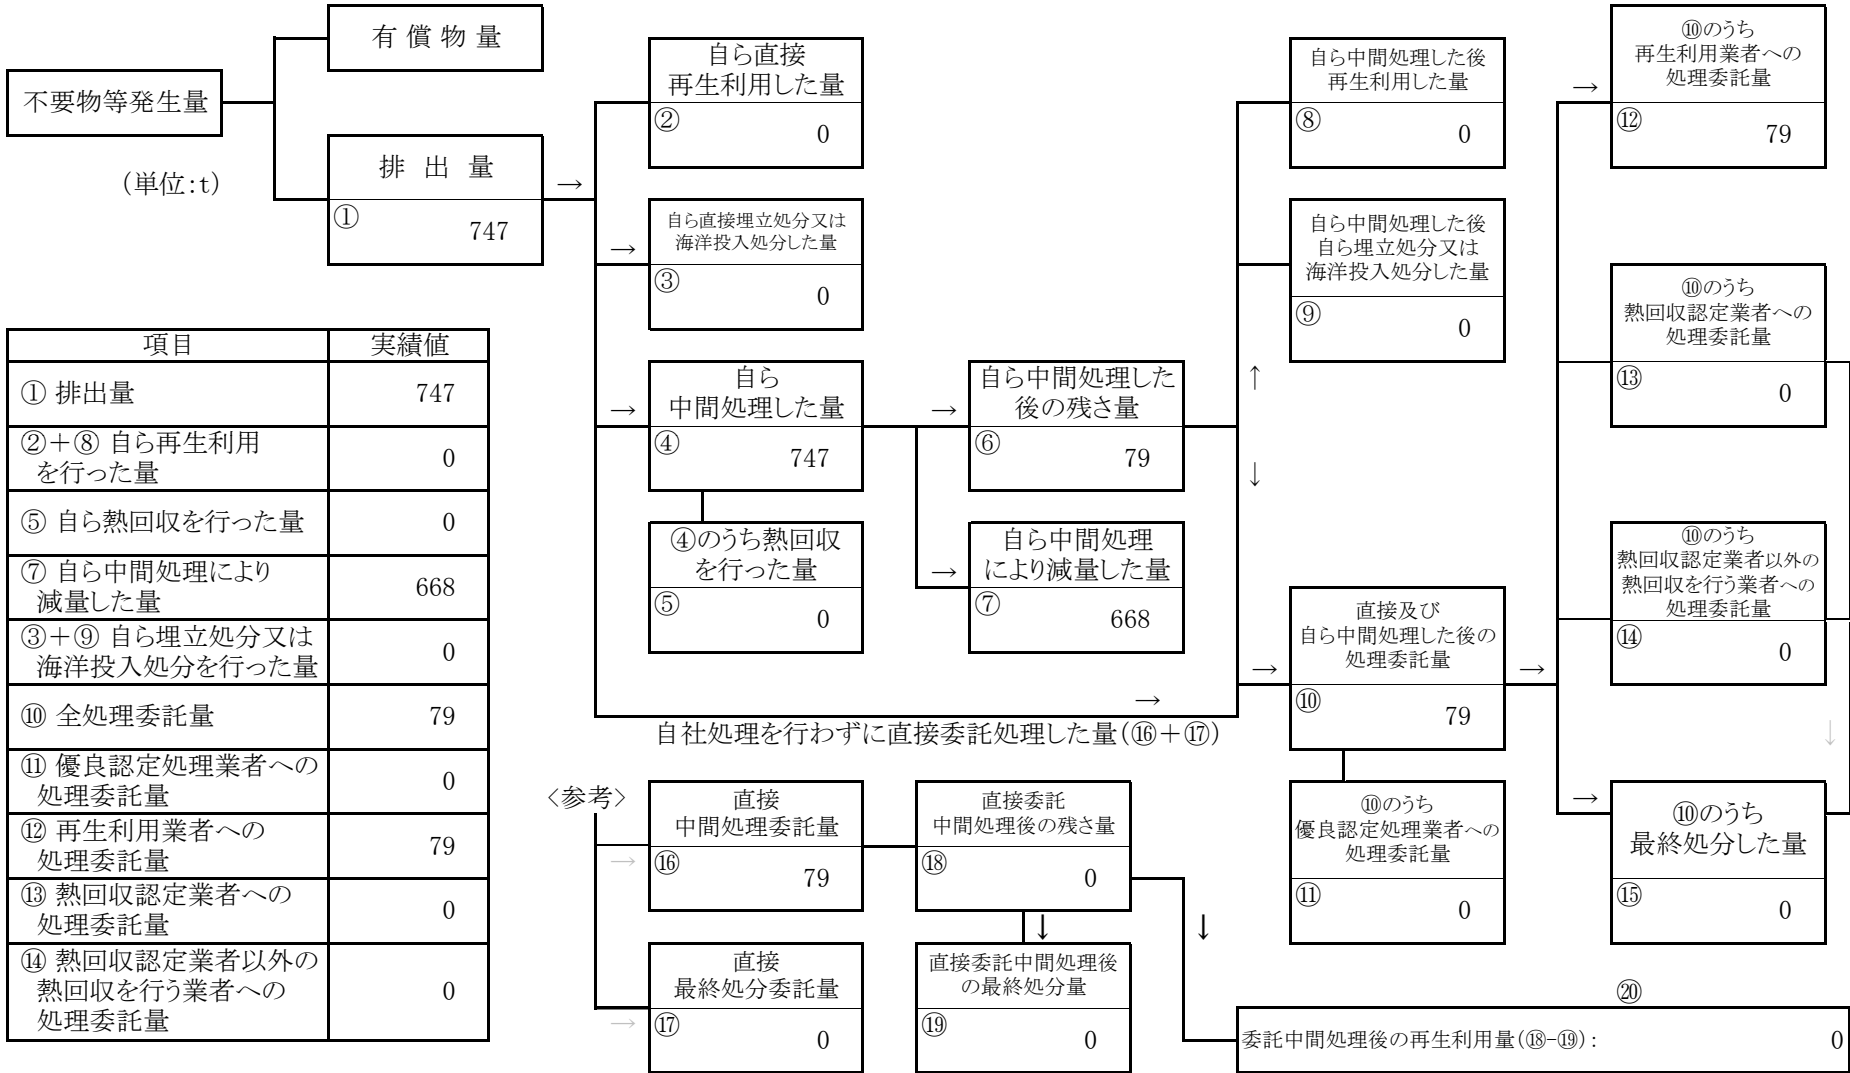 不要物等発生量
(単位:t)
有 償 物 量
排 出 量
①
747
→
自ら直接
再生利用した量
②
0
自ら直接埋立処分又は
海洋投入処分した量
→
③
0
自ら
中間処理した量
→
④
747
④のうち熱回収
を行った量
⑤
0
自ら中間処理した
後の残さ量
→
⑥
79
自ら中間処理
により減量した量
→
⑦
668
自ら中間処理した後
再生利用した量
⑧
0
自ら中間処理した後
自ら埋立処分又は
海洋投入処分した量
⑨
0
↑
↓
直接及び
自ら中間処理した後の
処理委託量
→
⑩
79
→
⑩のうち
優良認定処理業者への
処理委託量
⑪
0
→
⑩のうち
再生利用業者への
処理委託量
⑫
79
⑩のうち
熱回収認定業者への
処理委託量
⑬
0
⑩のうち
熱回収認定業者以外の
熱回収を行う業者への
処理委託量
⑭
0
↓
→
⑩のうち
最終処分した量
⑮
0
→
自社処理を行わずに直接委託処理した量(⑯+⑰)
項目 実績値
① 排出量 747
②+⑧ 自ら再生利用
を行った量 0
⑤ 自ら熱回収を行った量 0
⑦ 自ら中間処理により
減量した量 668
③+⑨ 自ら埋立処分又は
海洋投入処分を行った量 0
⑩ 全処理委託量 79
⑪ 優良認定処理業者への
処理委託量 0
⑫ 再生利用業者への
処理委託量 79
⑬ 熱回収認定業者への
処理委託量 0
⑭ 熱回収認定業者以外の
熱回収を行う業者への
処理委託量 0
<参考>
直接
中間処理委託量
→
⑯
79
直接
最終処分委託量
→
⑰
0
直接委託
中間処理後の残さ量
⑱
0
↓
↓
直接委託中間処理後
の最終処分量
⑲
0
⑳
委託中間処理後の再生利用量(⑱-⑲): 0